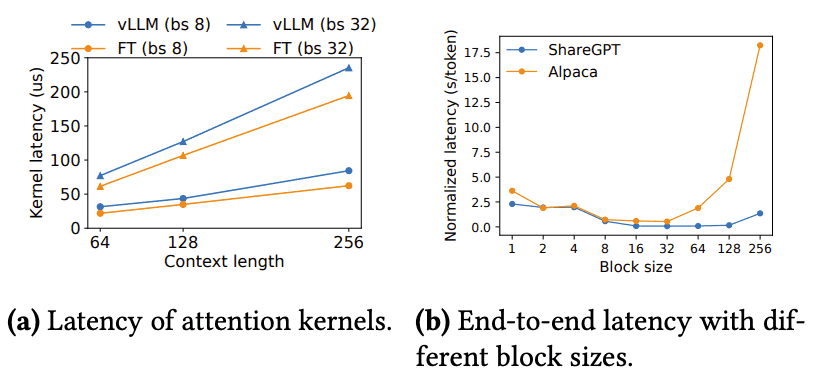 vLLM (bs 8) vLLM (bs 32)
FT (bs 8) FT (bs 32)
Kernel latency (us)
250
200
150
100
50
0
64 128 256
Context length
Normalized latency (s/token)
ShareGPT
Alpaca
17.5
15.0
12.5
10.0
7.5
5.0
2.5
0.0
1 2 4 8 16 32 64 128 256
Block size
(a) Latency of attention kernels.
(b) End-to-end latency with dif-
ferent block sizes.